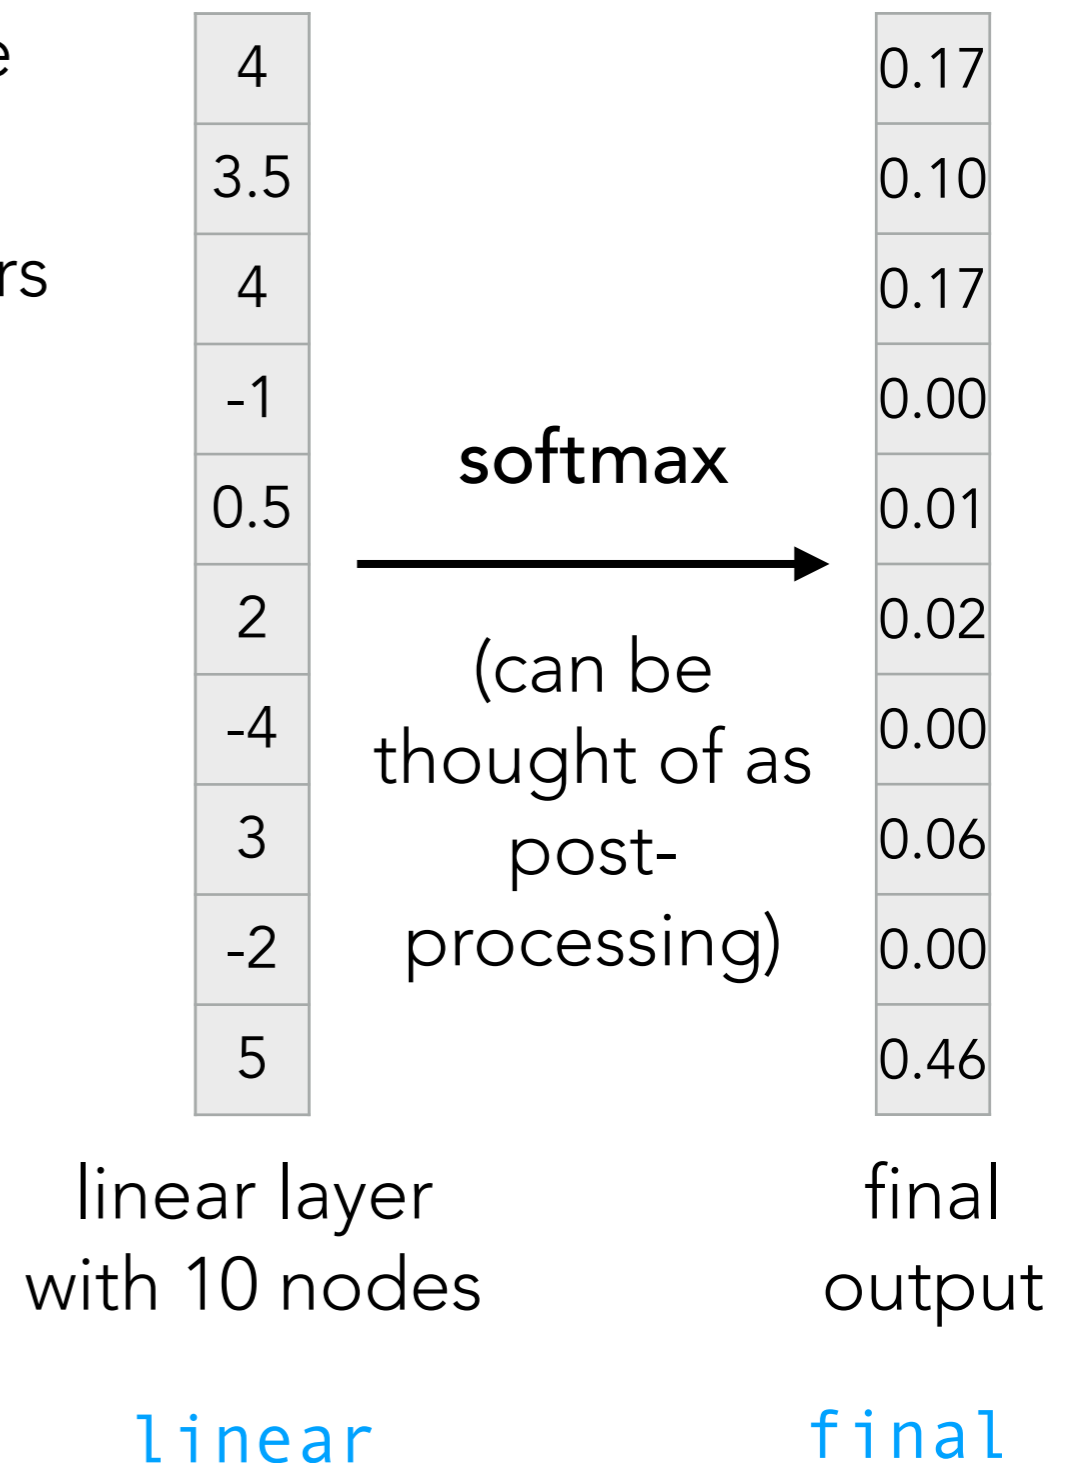 4
3.5
4
-1
0.5
2
-4
3
-2
5
softmax
(can be
thought of as
post-
processing)
0.17
0.10
0.17
0.00
0.01
0.02
0.00
0.06
0.00
0.46
linear layer
with 10 nodes
final
output
linear
final